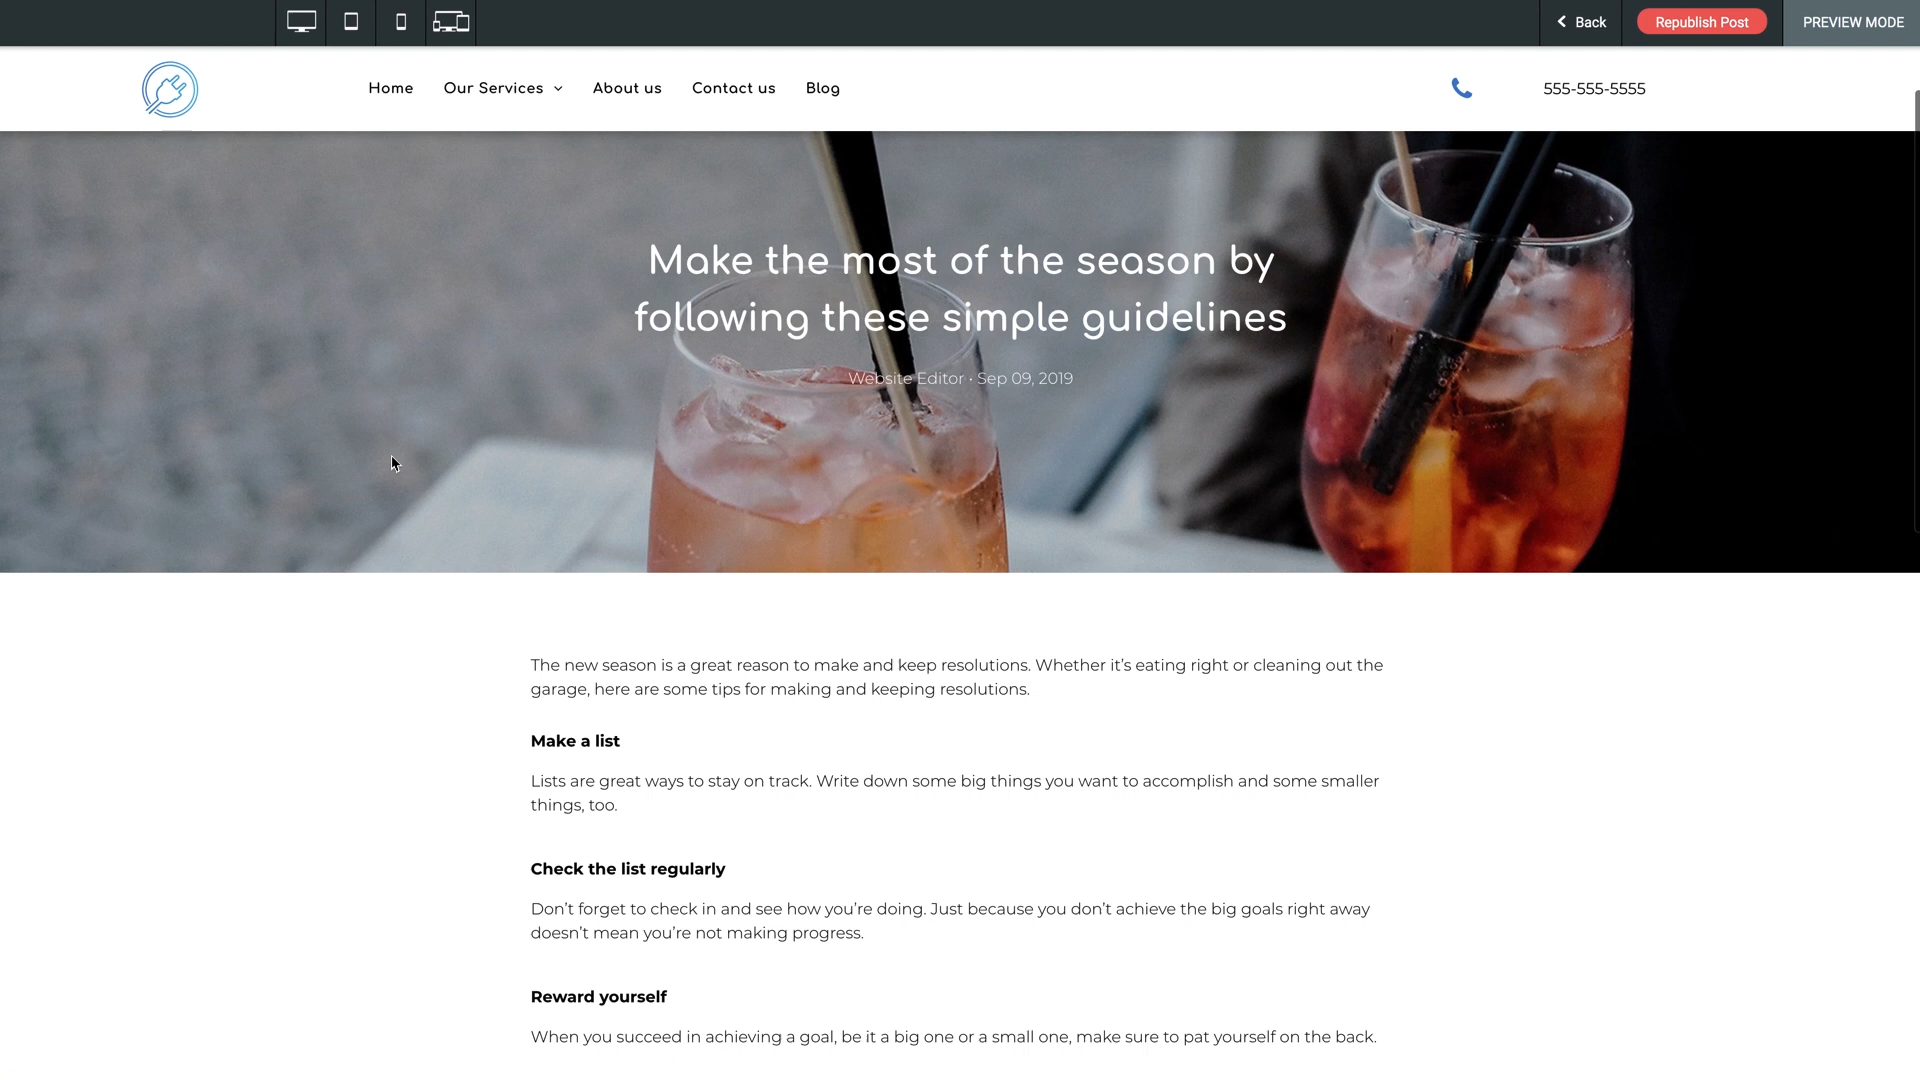 Back
Republish Post
PREVIEW MODE
Home
Our Services
About us
Contact us
Blog
555-555-5555
Make the most of the season by
following these simple guidelines
Website Editor • Sep 09, 2019
The new season is a great reason to make and keep resolutions. Whether it’s eating right or cleaning out the
garage, here are some tips for making and keeping resolutions.
Make a list
Lists are great ways to stay on track. Write down some big things you want to accomplish and some smaller
things, too.
Check the list regularly
Don’t forget to check in and see how you’re doing. Just because you don’t achieve the big goals right away
doesn’t mean you’re not making progress.
Reward yourself
When you succeed in achieving a goal, be it a big one or a small one, make sure to pat yourself on the back.